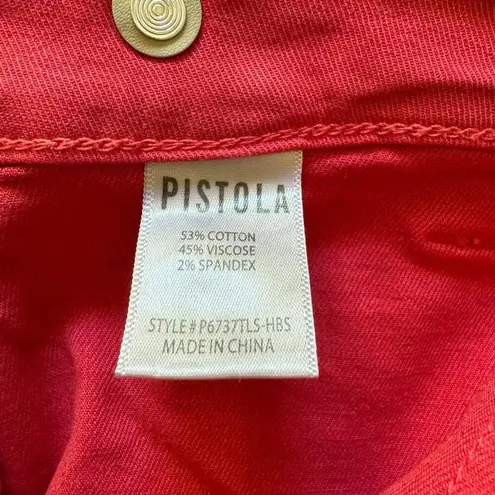 PISTOLA
53% COTTON
45% VISCOSE
2% SPANDEX
STYLE # P6737TLS-HBS
MADE IN CHINA